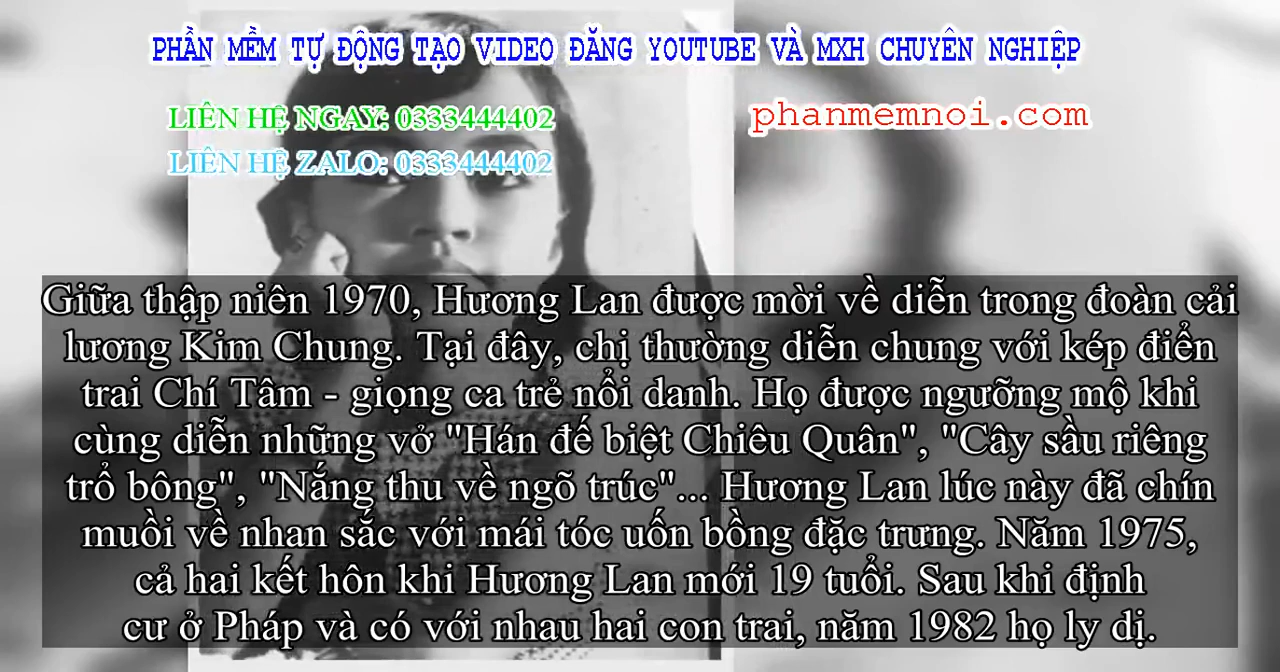 PHẦN MỀM TỰ ĐỘNG TẠO VIDEO ĐĂNG YOUTUBE VÀ MXH CHUYÊN NGHIỆP
LIÊN HỆ NGAY: 0333444402
phanmemnoi.com
LIÊN HỆ ZALO: 0333444402
Giữa thập niên 1970, Hương Lan được mời về diễn trong đoàn cải
lương Kim Chung. Tại đây, chị thường diễn chung với kép điển
trai Chí Tâm - giọng ca trẻ nổi danh. Họ được ngưỡng mộ khi
cùng diễn những vở "Hán đế biệt Chiêu Quân", "Cây sầu riêng
trổ bông", "Nắng thu về ngõ trúc"... Hương Lan lúc này đã chín
muồi về nhan sắc với mái tóc uốn bồng đặc trưng. Năm 1975,
cả hai kết hôn khi Hương Lan mới 19 tuổi. Sau khi định
cư ở Pháp và có với nhau hai con trai, năm 1982 họ ly dị.